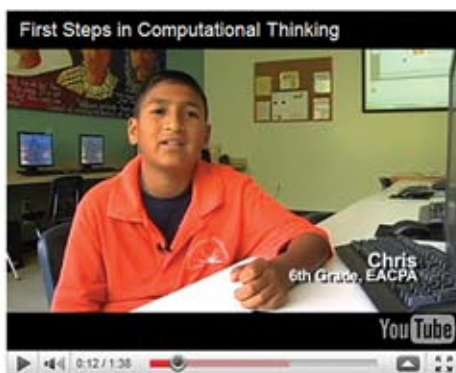 First Steps in Computational Thinking
Chris
6th Grade, EACPA
YouTube
0:12 / 1:38